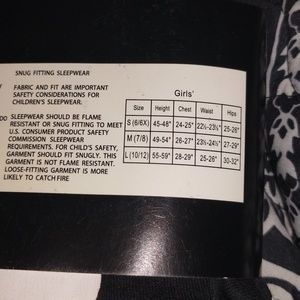 SNUG FITTING SLEEPWEAR
FABRIC AND FIT ARE IMPORTANT
SAFETY CONSIDERATIONS FOR
CHILDREN'S SLEEPWEAR.
SLEEPWEAR SHOULD BE FLAME
RESISTANT OR SNUG FITTING TO MEET
U.S. CONSUMER PRODUCT SAFETY
COMMISSION SLEEPWEAR
REQUIREMENTS. FOR CHILD'S SAFETY,
GARMENT SHOULD FIT SNUGLY. THIS
GARMENT IS NOT FLAME RESISTANT.
LOOSE-FITTING GARMENT IS MORE
LIKELY TO CATCH FIRE
Girls'
Size Height Chest Waist Hips
S (6/6X) 45-48" 24-25" 22½-23½" 25-26"
M (7/8) 49-54" 26-27" 23½-24½" 27-29"
L (10/12) 55-59" 28-29" 25-26" 30-32"